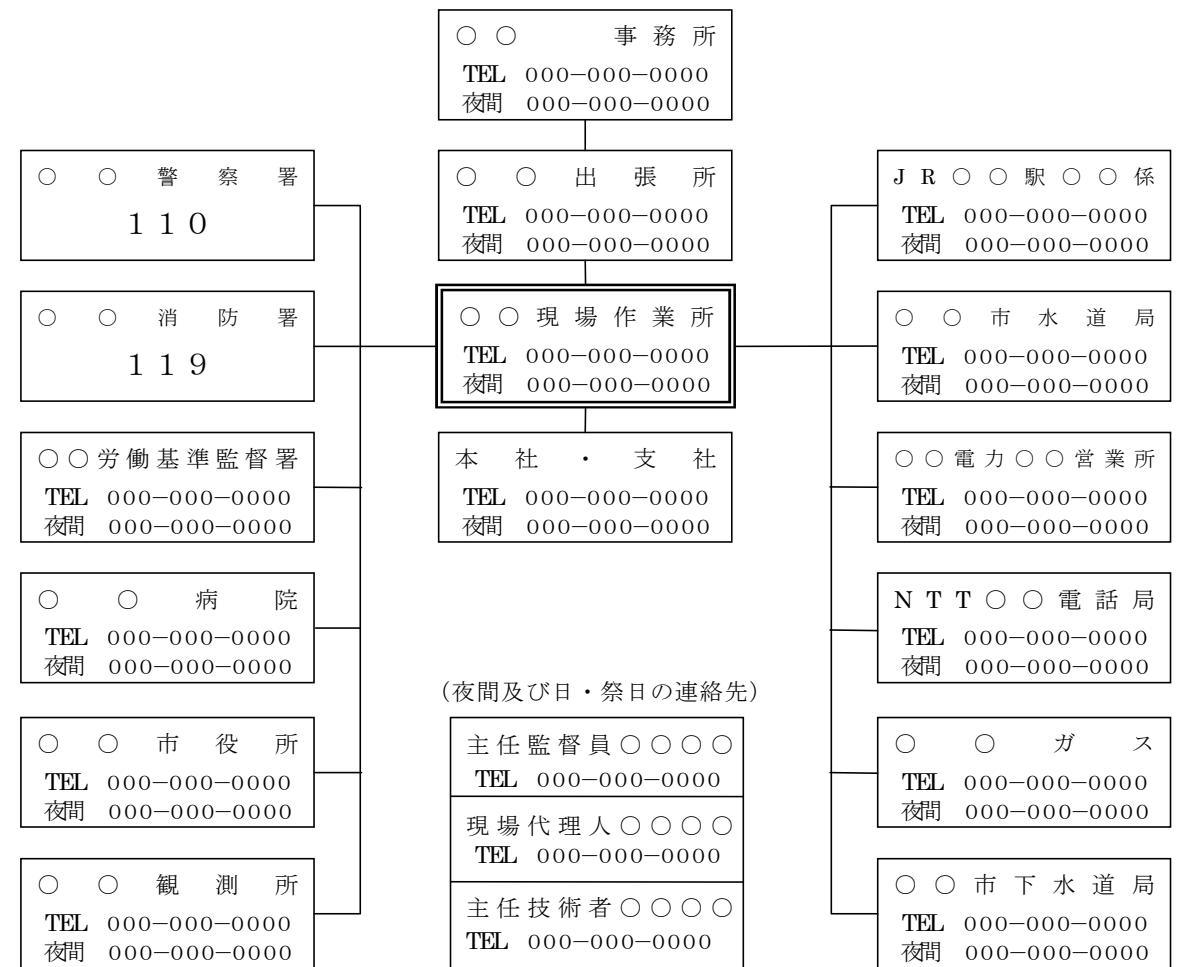 ○○　事務所
TEL 000-000-0000
夜間 000-000-0000
○○警察署
110
○○出張所
TEL 000-000-0000
夜間 000-000-0000
JR○○駅○○係
TEL 000-000-0000
夜間 000-000-0000
○○消防署
119
○○現場作業所
TEL 000-000-0000
夜間 000-000-0000
○○市水道局
TEL 000-000-0000
夜間 000-000-0000
○○労働基準監督署
TEL 000-000-0000
夜間 000-000-0000
本社・支社
TEL 000-000-0000
夜間 000-000-0000
○○電力○○営業所
TEL 000-000-0000
夜間 000-000-0000
○○病院
TEL 000-000-0000
夜間 000-000-0000
NTT○○電話局
TEL 000-000-0000
夜間 000-000-0000
(夜間及び日・祭日の連絡先)
○○市役所
TEL 000-000-0000
夜間 000-000-0000
主任監督員○○○○
TEL 000-000-0000
現場代理人○○○○
TEL 000-000-0000
主任技術者○○○○
TEL 000-000-0000
○○ガス
TEL 000-000-0000
夜間 000-000-0000
○○観測所
TEL 000-000-0000
夜間 000-000-0000
○○市下水道局
TEL 000-000-0000
夜間 000-000-0000